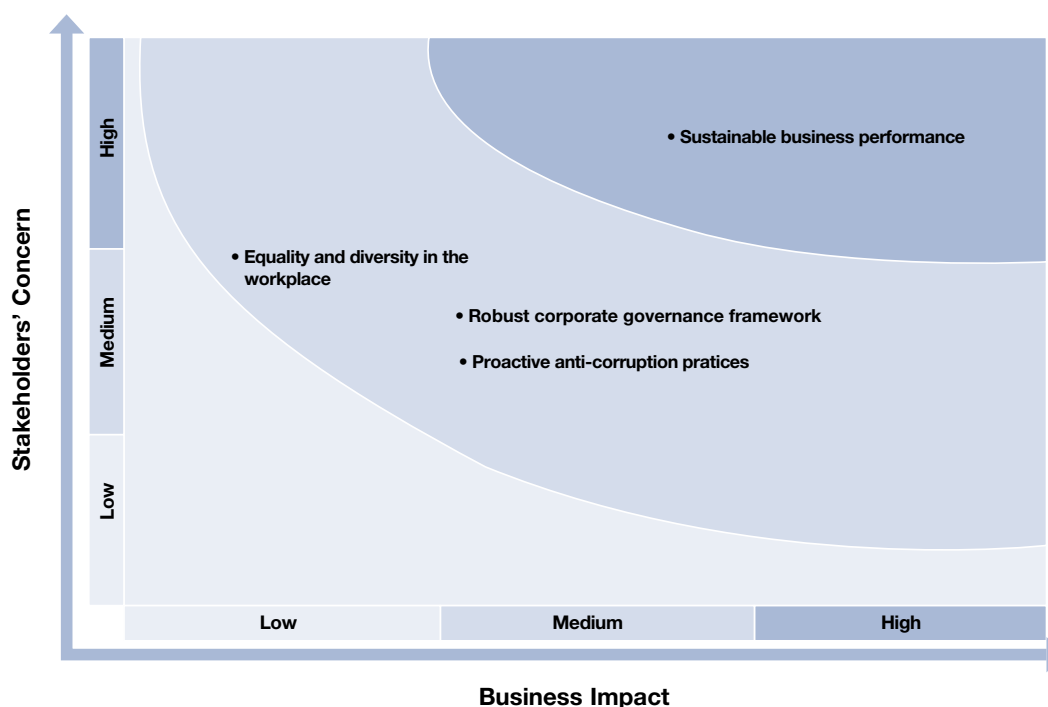 Stakeholders' Concern
High
Medium
Low
• Sustainable business performance
• Equality and diversity in the
workplace
• Robust corporate governance framework
• Proactive anti-corruption pratices
Low
Medium
High
Business Impact